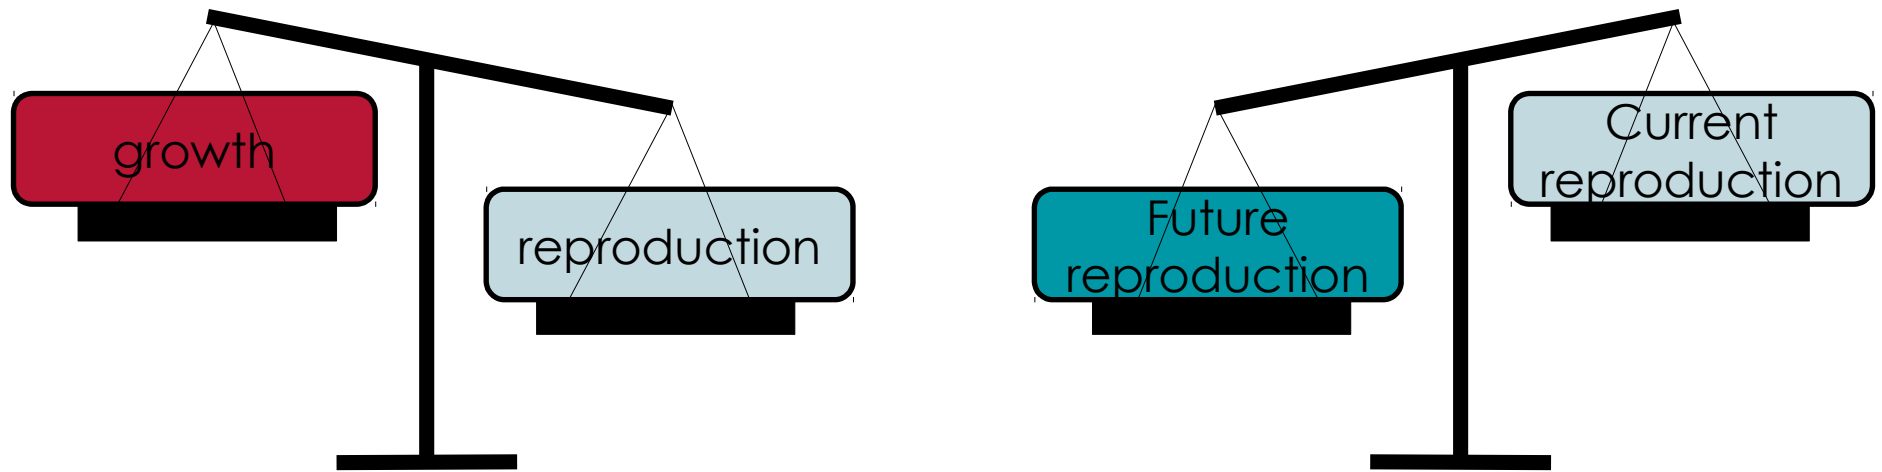 growth
reproduction
Future
reproduction
Current
reproduction